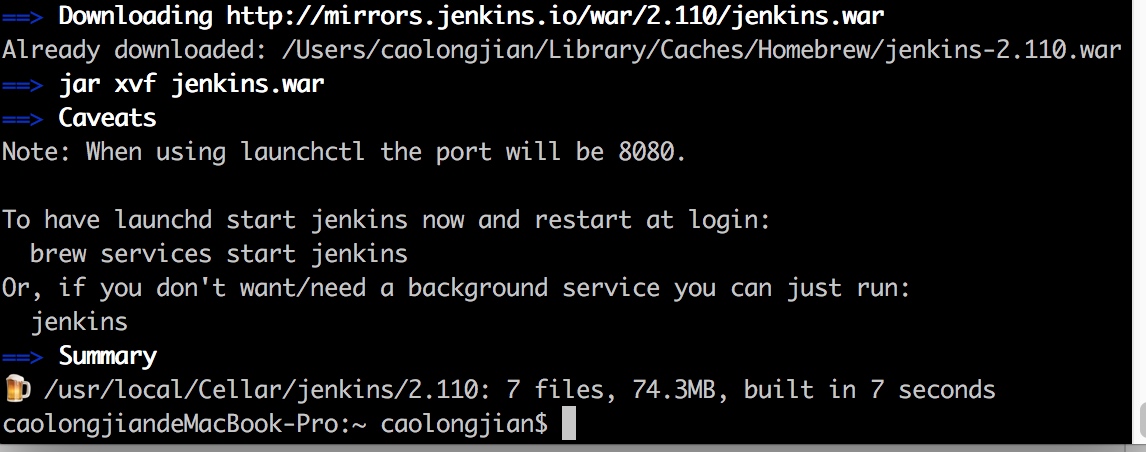 ==> Downloading http://mirrors.jenkins.io/war/2.110/jenkins.war
Already downloaded: /Users/caolongjian/Library/Caches/Homebrew/jenkins-2.110.war
==> jar xvf jenkins.war
==> Caveats
Note: When using launchctl the port will be 8080.
To have launchd start jenkins now and restart at login:
  brew services start jenkins
Or, if you don't want/need a background service you can just run:
  jenkins
==> Summary
🍺 /usr/local/Cellar/jenkins/2.110: 7 files, 74.3MB, built in 7 seconds
caolongjiandeMacBook-Pro:~ caolongjian$